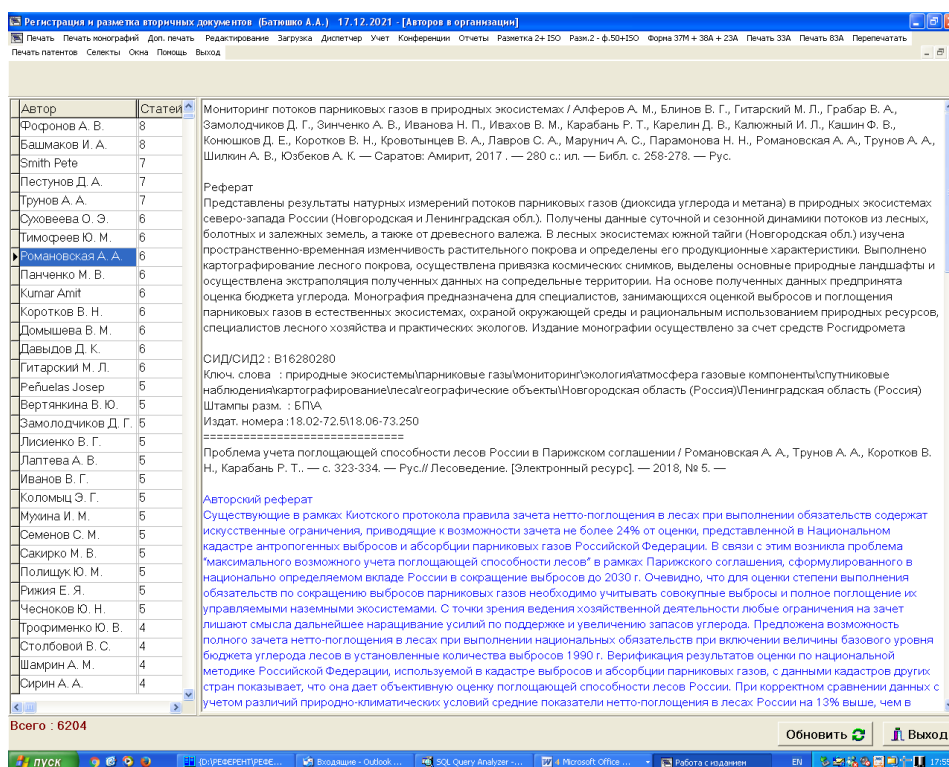 Регистрация и разметка вторичных документов (Батюшко А.А.) 17.12.2021 - [Авторов в организации]
Печать Печать монографий Доп. печать Редактирование Загрузка Диспетчер Учет Конференции Отчеты Разметка 2+ ISO Разм.2 - ф.50+ISO Форма 37М + 38А + 23А Печать 33А Печать 83А Перепечатать
Печать патентов Селекты Окна Помощь Выход
Автор Статей
Фофонов А. В. 8
Башмаков И. А. 8
Smith Pete 7
Пестунов Д. А. 7
Трунов А. А. 7
Суховеева О. Э. 6
Тимофеев Ю. М. 6
Романовская А. А. 6
Панченко М. В. 6
Kumar Amit 6
Коротков В. Н. 6
Домышева В. М. 6
Давыдов Д. К. 6
Гитарский М. Л. 6
Peñuelas Josep 5
Вертянкина В. Ю. 5
Замолодчиков Д. Г. 5
Лисиенко В. Г. 5
Лаптева А. В. 5
Иванов В. Г. 5
Коломыц Э. Г. 5
Мухина И. М. 5
Семенов С. М. 5
Сакирко М. В. 5
Полищук Ю. М. 5
Рижия Е. Я. 5
Чесноков Ю. Н. 5
Трофименко Ю. В. 4
Столбовой В. С. 4
Шамрин А. М. 4
Сирин А. А. 4
Мониторинг потоков парниковых газов в природных экосистемах / Алферов А. М., Блинов В. Г., Гитарский М. Л., Грабар В. А.,
Замолодчиков Д. Г., Зинченко А. В., Иванова Н. П., Ивахов В. М., Карабань Р. Т., Карелин Д. В., Калюжный И. Л., Кашин Ф. В.,
Конюшков Д. Е., Коротков В. Н., Кровотынцев В. А., Лавров С. А., Марунич А. С., Парамонова Н. Н., Романовская А. А., Трунов А. А.,
Шилкин А. В., Юзбеков А. К. — Саратов: Амирит, 2017 . — 280 с.: ил. — Библ. с. 258-278. — Рус.
Реферат
Представлены результаты натурных измерений потоков парниковых газов (диоксида углерода и метана) в природных экосистемах
северо-запада России (Новгородская и Ленинградская обл.). Получены данные суточной и сезонной динамики потоков из лесных,
болотных и залежных земель, а также от древесного валежа. В лесных экосистемах южной тайги (Новгородская обл.) изучена
пространственно-временная изменчивость растительного покрова и определены его продукционные характеристики. Выполнено
картографирование лесного покрова, осуществлена привязка космических снимков, выделены основные природные ландшафты и
осуществлена экстраполяция полученных данных на сопредельные территории. На основе полученных данных предпринята
оценка бюджета углерода. Монография предназначена для специалистов, занимающихся оценкой выбросов и поглощения
парниковых газов в естественных экосистемах, охраной окружающей среды и рациональным использованием природных ресурсов,
специалистов лесного хозяйства и практических экологов. Издание монографии осуществлено за счет средств Росгидромета
СИД/СИД2 : В16280280
Ключ. слова : природные экосистемы\парниковые газы\мониторинг\экология\атмосфера газовые компоненты\спутниковые
наблюдения\картографирование\леса\географические объекты\Новгородская область (Россия)\Ленинградская область (Россия)
Штампы разм. : БП\А
Издат. номера :18.02-72.5\18.06-73.250
==============================
Проблема учета поглощающей способности лесов России в Парижском соглашении / Романовская А. А., Трунов А. А., Коротков В.
Н., Карабань Р. Т.. — с. 323-334. — Рус.// Лесоведение. [Электронный ресурс]. — 2018, № 5. —
Авторский реферат
Существующие в рамках Киотского протокола правила зачета нетто-поглощения в лесах при выполнении обязательств содержат
искусственные ограничения, приводящие к возможности зачета не более 24% от оценки, представленной в Национальном
кадастре антропогенных выбросов и абсорбции парниковых газов Российской Федерации. В связи с этим возникла проблема
"максимального возможного учета поглощающей способности лесов" в рамках Парижского соглашения, сформулированного в
национально определяемом вкладе России в сокращение выбросов до 2030 г. Очевидно, что для оценки степени выполнения
обязательств по сокращению выбросов парниковых газов необходимо учитывать совокупные выбросы и полное поглощение их
управляемыми наземными экосистемами. С точки зрения ведения хозяйственной деятельности любые ограничения на зачет
лишают смысла дальнейшее наращивание усилий по поддержке и увеличению запасов углерода. Предложена возможность
полного зачета нетто-поглощения в лесах при выполнении национальных обязательств при включении величины базового уровня
бюджета углерода лесов в установленные количества выбросов 1990 г. Верификация результатов оценки по национальной
методике Российской Федерации, используемой в кадастре выбросов и абсорбции парниковых газов, с данными кадастров других
стран показывает, что она дает объективную оценку поглощающей способности лесов России. При корректном сравнении данных с
учетом различий природно-климатических условий средние показатели нетто-поглощения в лесах России на 13% выше, чем в
Всего : 6204
Обновить Выход
пуск {D:\РЕФЕРЕНТ\РЕФЕ... Входящие - Outlook ... SQL Query Analyzer -... 4 Microsoft Office ... Работа с изданием EN 17:59